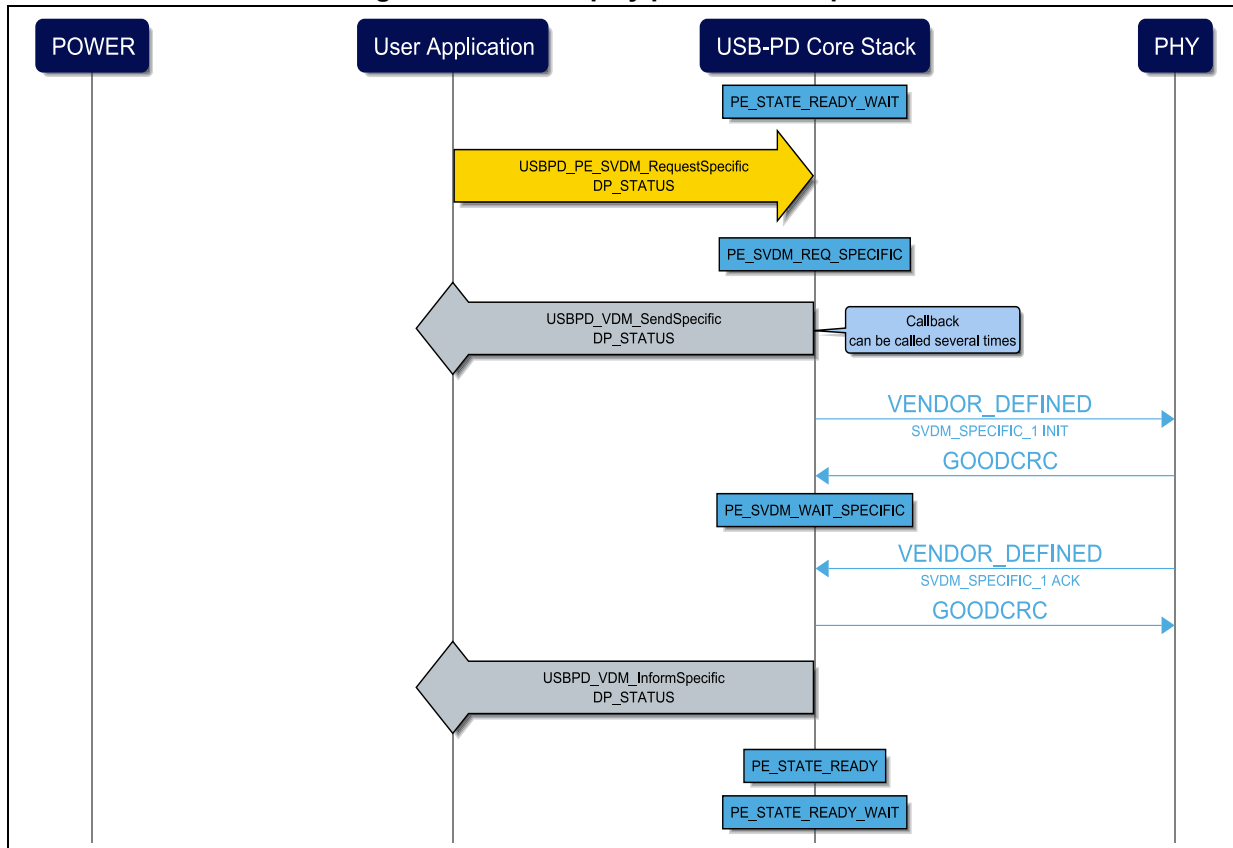 POWER
User Application
USB-PD Core Stack
PHY
PE_STATE_READY_WAIT
USBPD_PE_SVDM_RequestSpecific
DP_STATUS
PE_SVDM_REQ_SPECIFIC
USBPD_VDM_SendSpecific
DP_STATUS
Callback
can be called several times
VENDOR_DEFINED
SVDM_SPECIFIC_1 INIT
GOODCRC
PE_SVDM_WAIT_SPECIFIC
VENDOR_DEFINED
SVDM_SPECIFIC_1 ACK
GOODCRC
USBPD_VDM_InformSpecific
DP_STATUS
PE_STATE_READY
PE_STATE_READY_WAIT